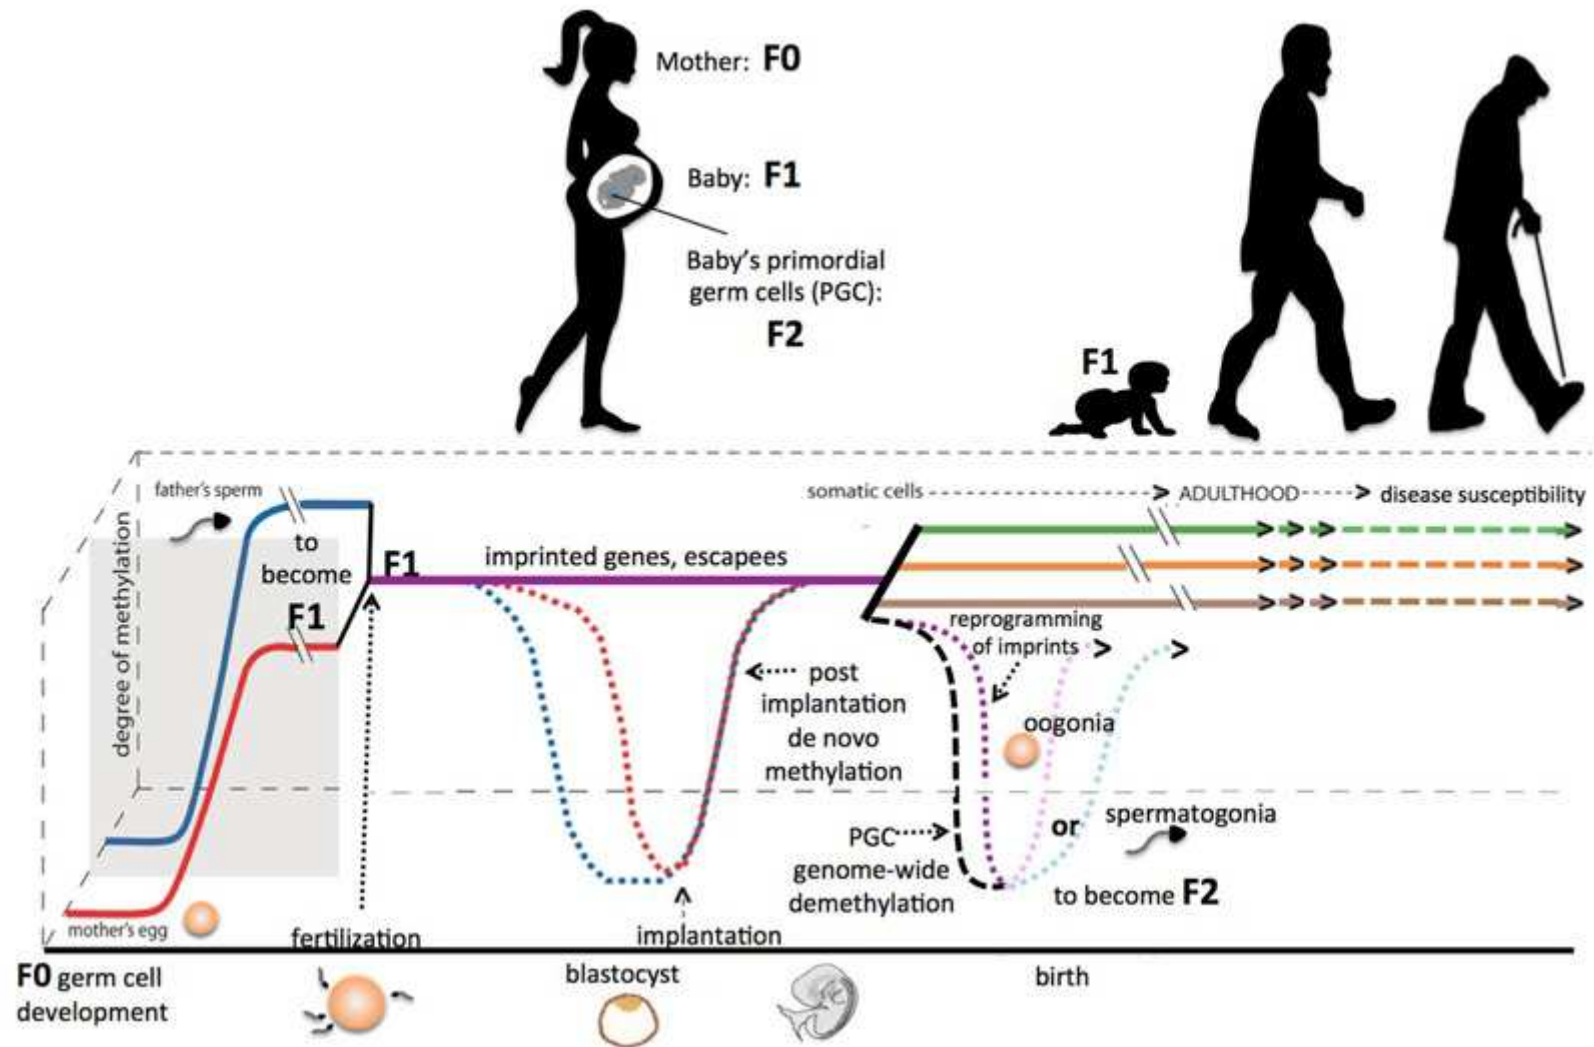 Mother: F0
Baby: F1
Baby's primordial
germ cells (PGC):
F2
F1
father's sperm
degree of methylation
to
become
F1
F1
imprinted genes, escapees
somatic cells
ADULTHOOD
disease susceptibility
reprogramming
of imprints
post
implantation
de novo
methylation
oogonia
or
spermatogonia
PGC
genome-wide
demethylation
to become F2
mother's egg
fertilization
implantation
F0 germ cell
development
blastocyst
birth